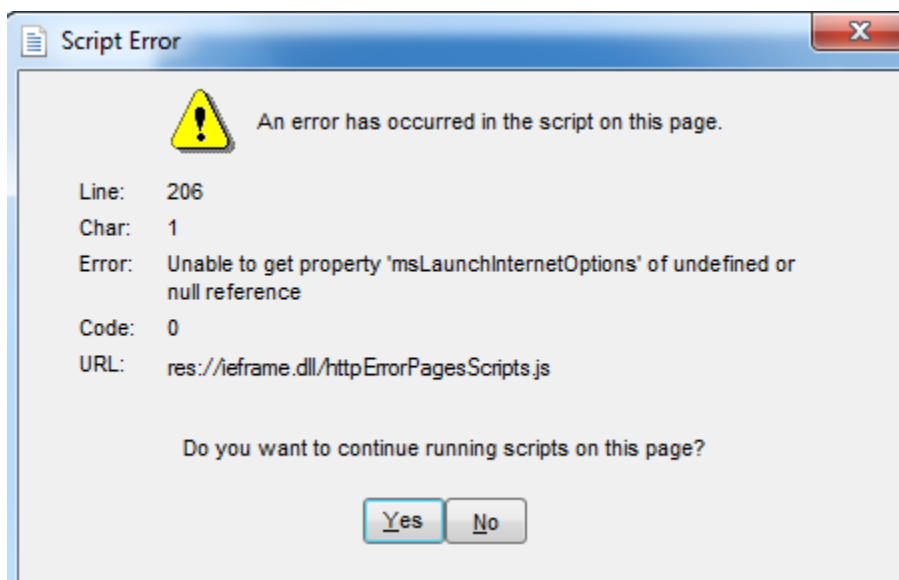 Script Error
An error has occurred in the script on this page.
Line: 206
Char: 1
Error: Unable to get property 'msLaunchInternetOptions' of undefined or
null reference
Code: 0
URL: res://ieframe.dll/httpErrorPagesScripts.js
Do you want to continue running scripts on this page?
Yes No